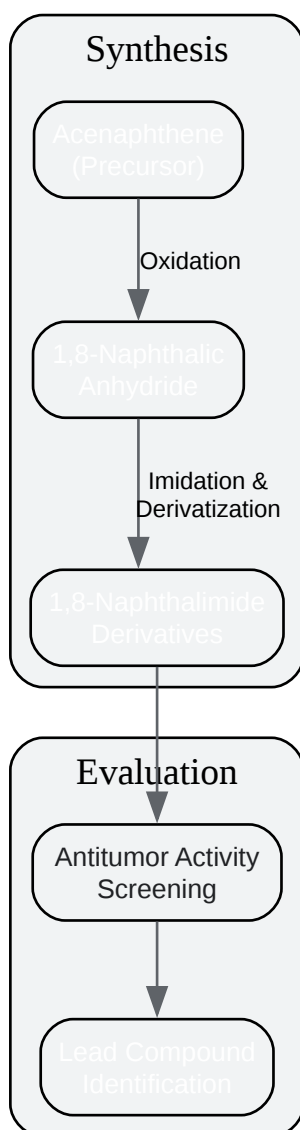 Synthesis
Acenaphthene
(Precursor)
Oxidation
1,8-Naphthalic
Anhydride
Imidation &
Derivatization
1,8-Naphthalimide
Derivatives
Evaluation
Antitumor Activity
Screening
Lead Compound
Identification